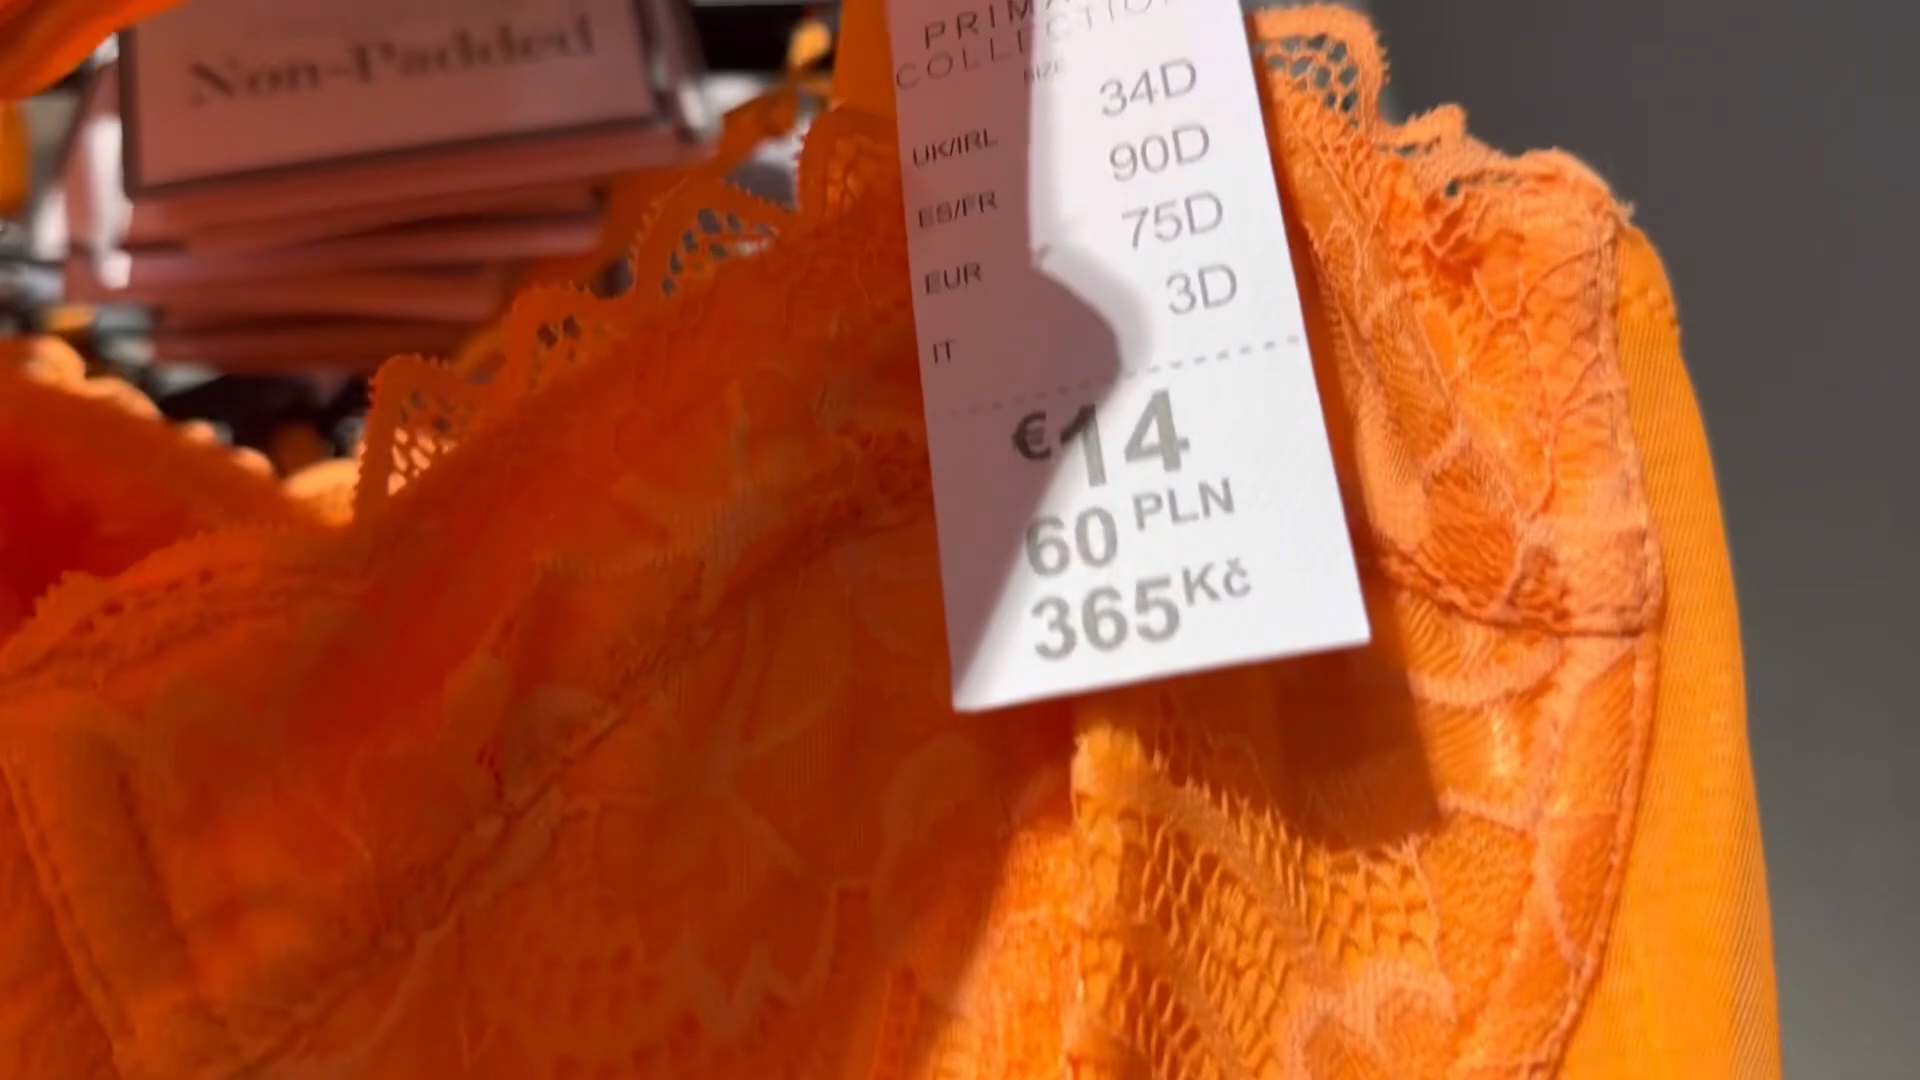 Non-Padded
PRIMA
COLLECTION
SIZE
UK/IRL 34D
ES/FR 90D
EUR 75D
IT 3D
€14
60 PLN
365 Kč